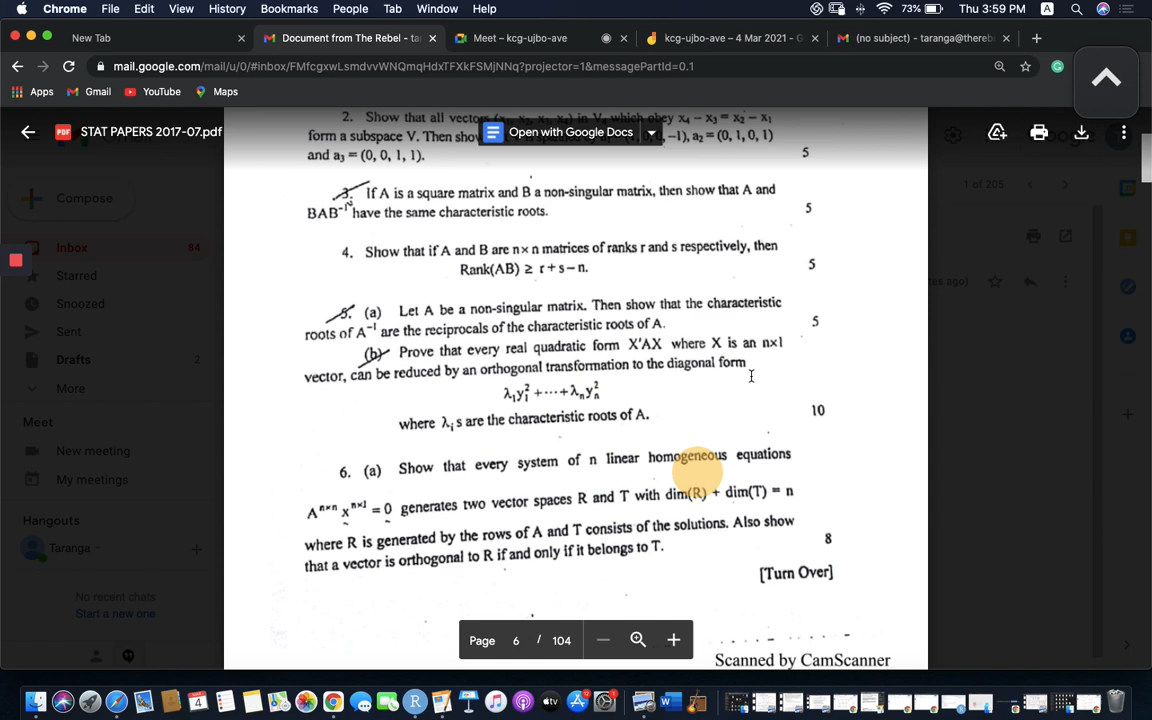 Chrome File Edit View History Bookmarks People Tab Window Help 73% Thu 3:59 PM A
New Tab Document from The Rebel - ta Meet – kcg-ujbo-ave kcg-ujbo-ave – 4 Mar 2021 - G (no subject) - taranga@thereb
mail.google.com/mail/u/0/#inbox/FMfcgxwLsmdvvWNQmqHdxTFXkFSMjNNq?projector=1&messagePartId=0.1
Apps Gmail YouTube Maps
PDF STAT PAPERS 2017-07.pdf
Open with Google Docs
Compose
1 of 205
Inbox 84
Starred
Snoozed
Sent
Drafts 6
More
Meet
New meeting
My meetings
Hangouts
Taranga
No recent chats
Start a new one
2. Show that all vectors in V₄ which obey x₄ – x₃ = x₂ – x₁
form a subspace V. Then –1), a₂ = (0, 1, 0, 1)
and a₃ = (0, 0, 1, 1). 5
3. If A is a square matrix and B a non-singular matrix, then show that A and
BAB⁻¹ have the same characteristic roots. 5
4. Show that if A and B are n× n matrices of ranks r and s respectively, then
Rank(AB) ≥ r + s – n. 5
5. (a) Let A be a non-singular matrix. Then show that the characteristic
roots of A⁻¹ are the reciprocals of the characteristic roots of A. 5
(b) Prove that every real quadratic form X'AX where X is an n×1
vector, can be reduced by an orthogonal transformation to the diagonal form
λ₁y₁² + ⋯ + λₙyₙ²
where λᵢ s are the characteristic roots of A. 10
6. (a) Show that every system of n linear homogeneous equations
Aⁿˣⁿ xⁿˣ¹ = 0 generates two vector spaces R and T with dim(R) + dim(T) = n
where R is generated by the rows of A and T consists of the solutions. Also show
that a vector is orthogonal to R if and only if it belongs to T. 8
[Turn Over]
Page 6 / 104
Scanned by CamScanner